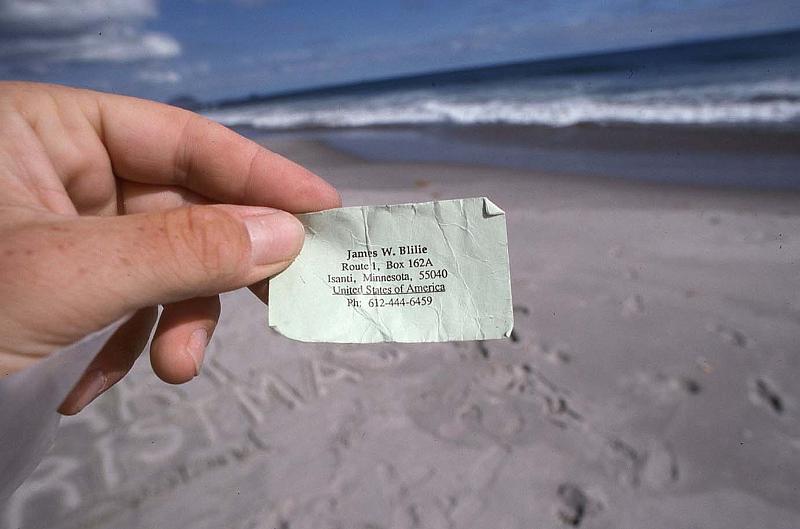 James W. Blilie
Route 1, Box 162A
Isanti, Minnesota, 55040
United States of America
Ph: 612-444-6459